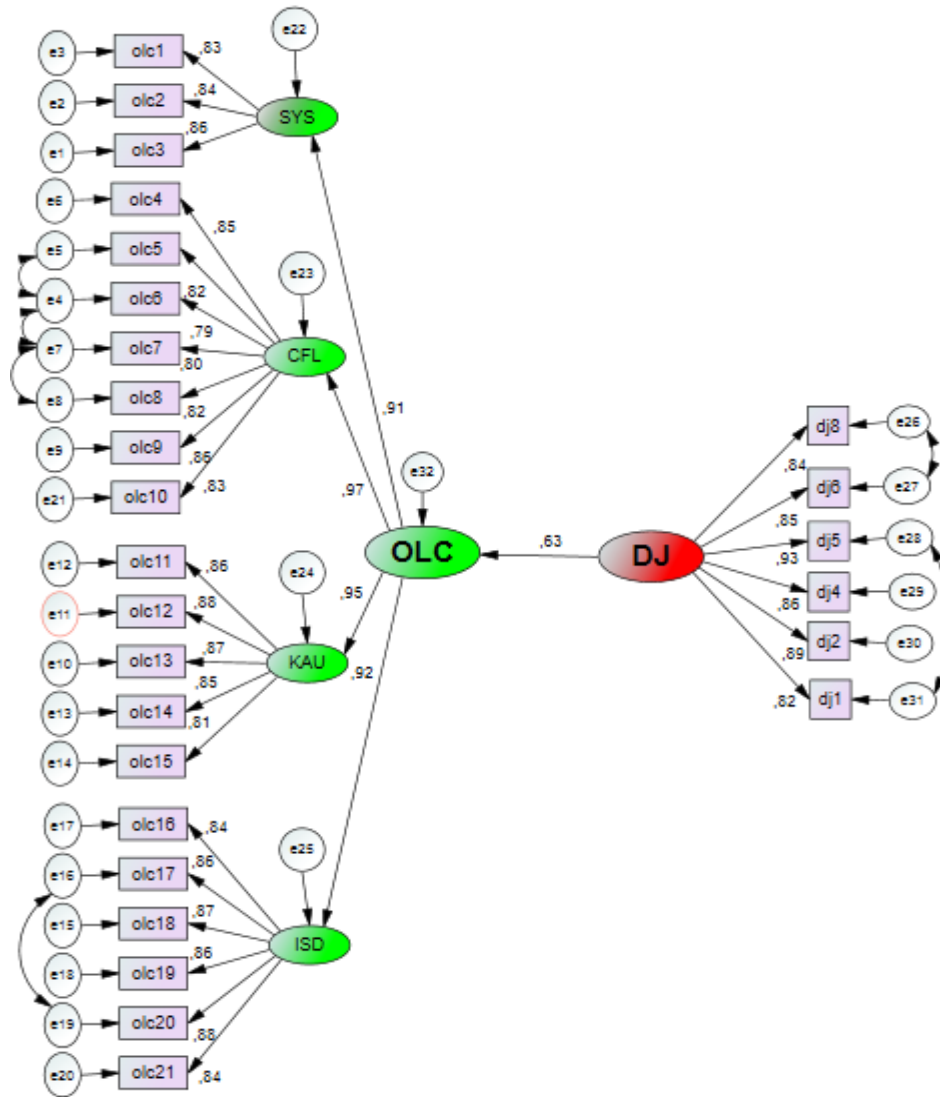 e22
e3 olc1 ,83
e2 olc2 ,84
SYS
e1 olc3 ,86
e6 olc4
,85
e5 olc5
e23
e4 olc6 ,82
,79
e7 olc7
CFL
,80
e8 olc8
,82
,91
e9 olc9
,86
e21 olc10 ,83
,97
e32
dj8 e26
,84
dj6 e27
,85
dj5 e28
,93
OLC ,63 DJ
dj4 e29
,86
dj2 e30
,89
,82 dj1 e31
e12 olc11 ,86
e24
,95
e11 olc12 ,88
,87
e10 olc13
KAU
,85
,92
e13 olc14
,81
e14 olc15
e17 olc16 ,84
e25
,86
e16 olc17
,87
e15 olc18
ISD
,86
e18 olc19
e19 olc20
,88
e20 olc21 ,84